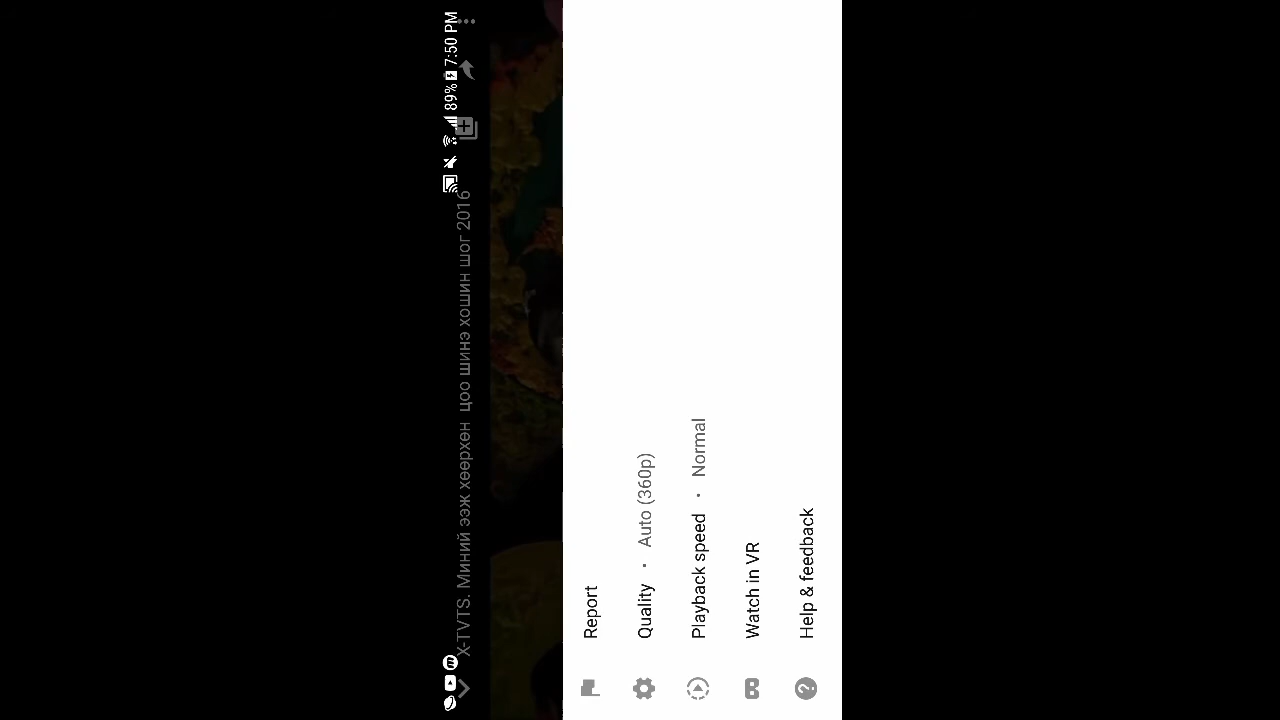 89% 7:50 PM
X-TVTS. Миний ээж хөөрхөн цоо шинэ хошин шог 2016
Report
Quality • Auto (360p)
Playback speed • Normal
Watch in VR
Help & feedback